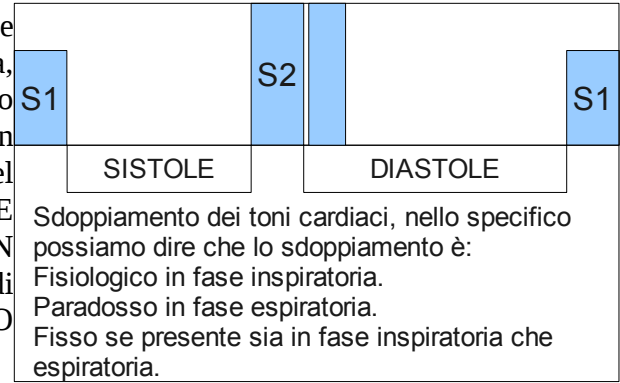 S1
S2
S1
SISTOLE
DIASTOLE
Sdoppiamento dei toni cardiaci, nello specifico
possiamo dire che lo sdoppiamento è:
Fisiologico in fase inspiratoria.
Paradosso in fase espiratoria.
Fisso se presente sia in fase inspiratoria che
espiratoria.